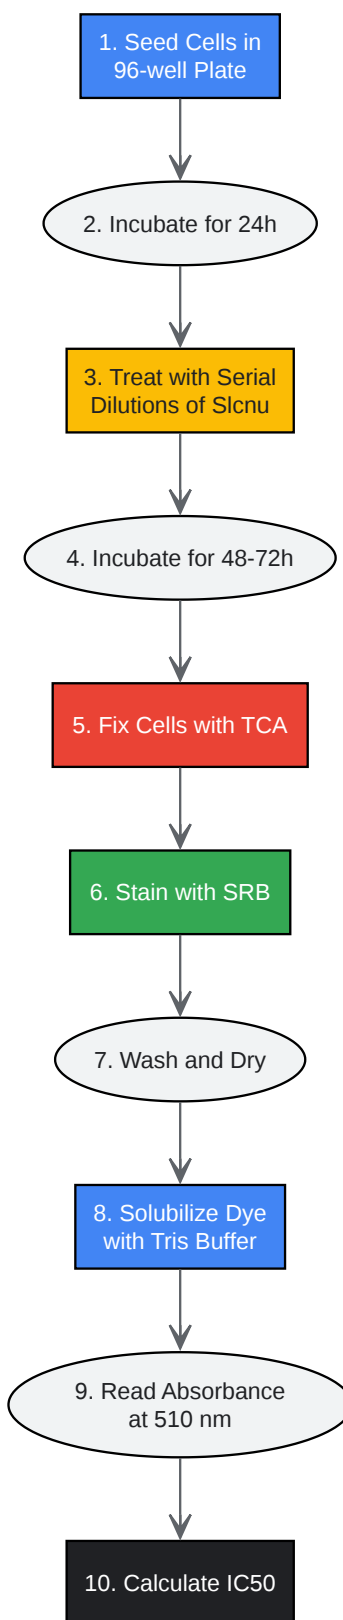 1. Seed Cells in
96-well Plate
2. Incubate for 24h
3. Treat with Serial
Dilutions of Slcnu
4. Incubate for 48-72h
5. Fix Cells with TCA
6. Stain with SRB
7. Wash and Dry
8. Solubilize Dye
with Tris Buffer
9. Read Absorbance
at 510 nm
10. Calculate IC50